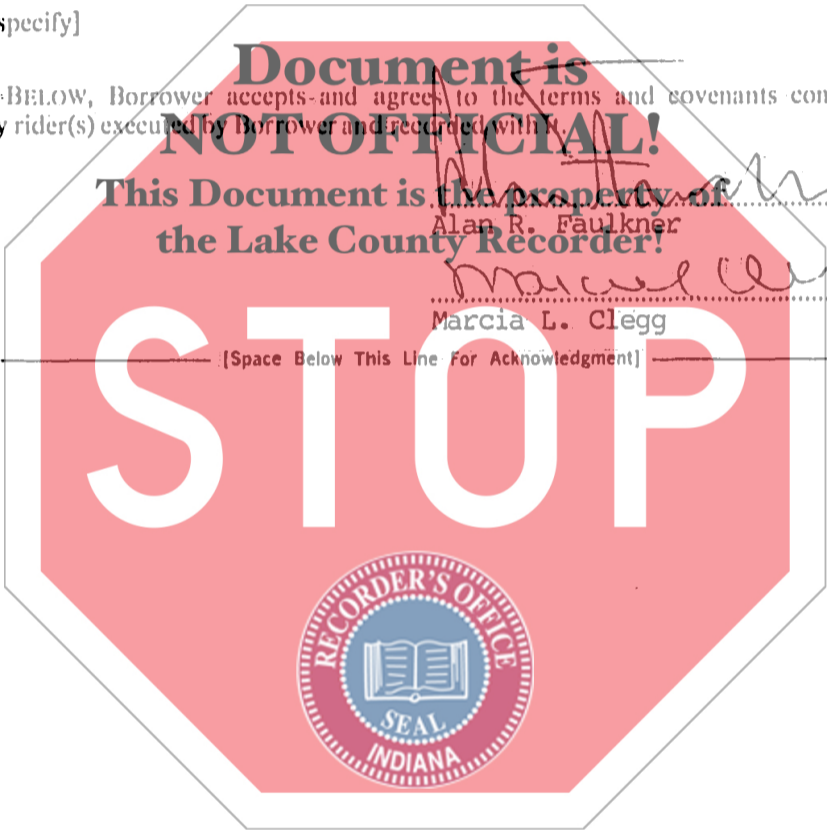 specify]
Document is
BELOW, Borrower accepts and agrees to the terms and covenants con
y rider(s) executed by Borrower and recorded with it.
NOT OFFICIAL!
This Document is the property of
Alan R. Faulkner
the Lake County Recorder!
Marcia L. Clegg
[Space Below This Line For Acknowledgment]
STOP
RECORDER'S OFFICE
SEAL
INDIANA